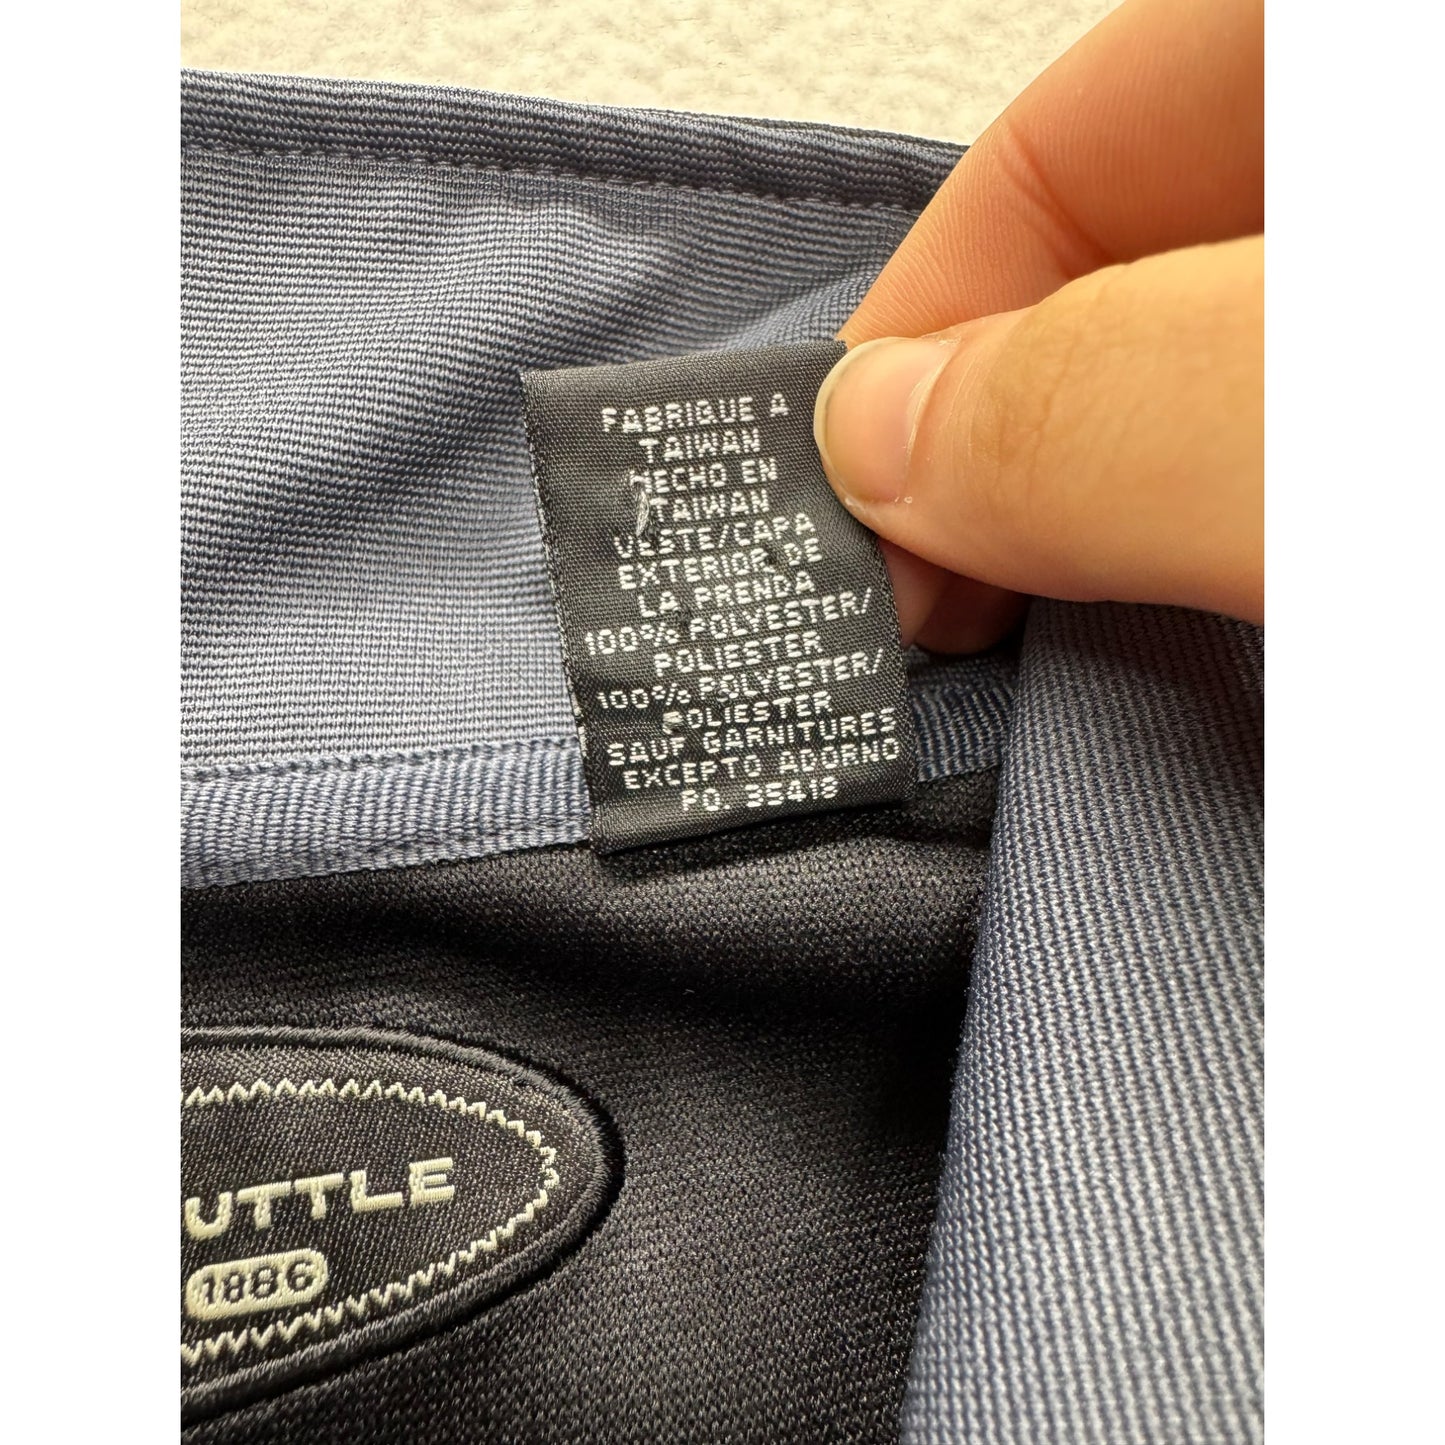 FABRIQUE A
TAIWAN
HECHO EN
TAIWAN
VESTE/CAPA
EXTERIOR DE
LA PRENDA
100% POLYESTER/
POLIESTER
100% POLYESTER/
POLIESTER
SAUF GARNITURES
EXCEPTO ADORNO
PO. 35418
UTTLE
1886